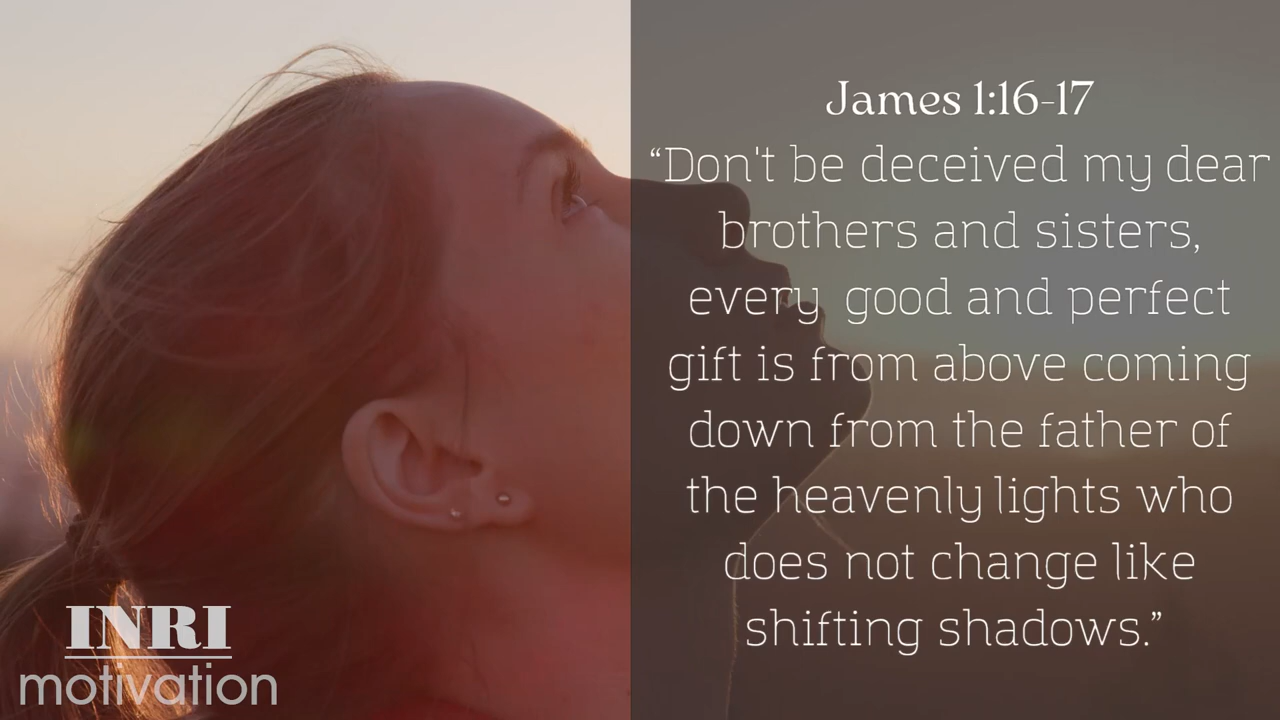 James 1:16-17
“Don't be deceived my dear
brothers and sisters,
every good and perfect
gift is from above coming
down from the father of
the heavenly lights who
does not change like
shifting shadows.”
INRI
motivation